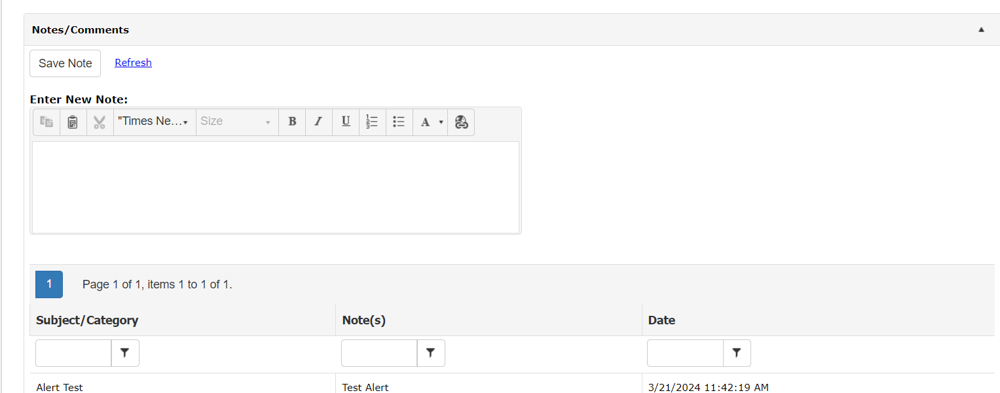 Notes/Comments
Save Note Refresh
Enter New Note:
"Times Ne... Size B I U A
1 Page 1 of 1, items 1 to 1 of 1.
Subject/Category Note(s) Date
Alert Test Test Alert 3/21/2024 11:42:19 AM